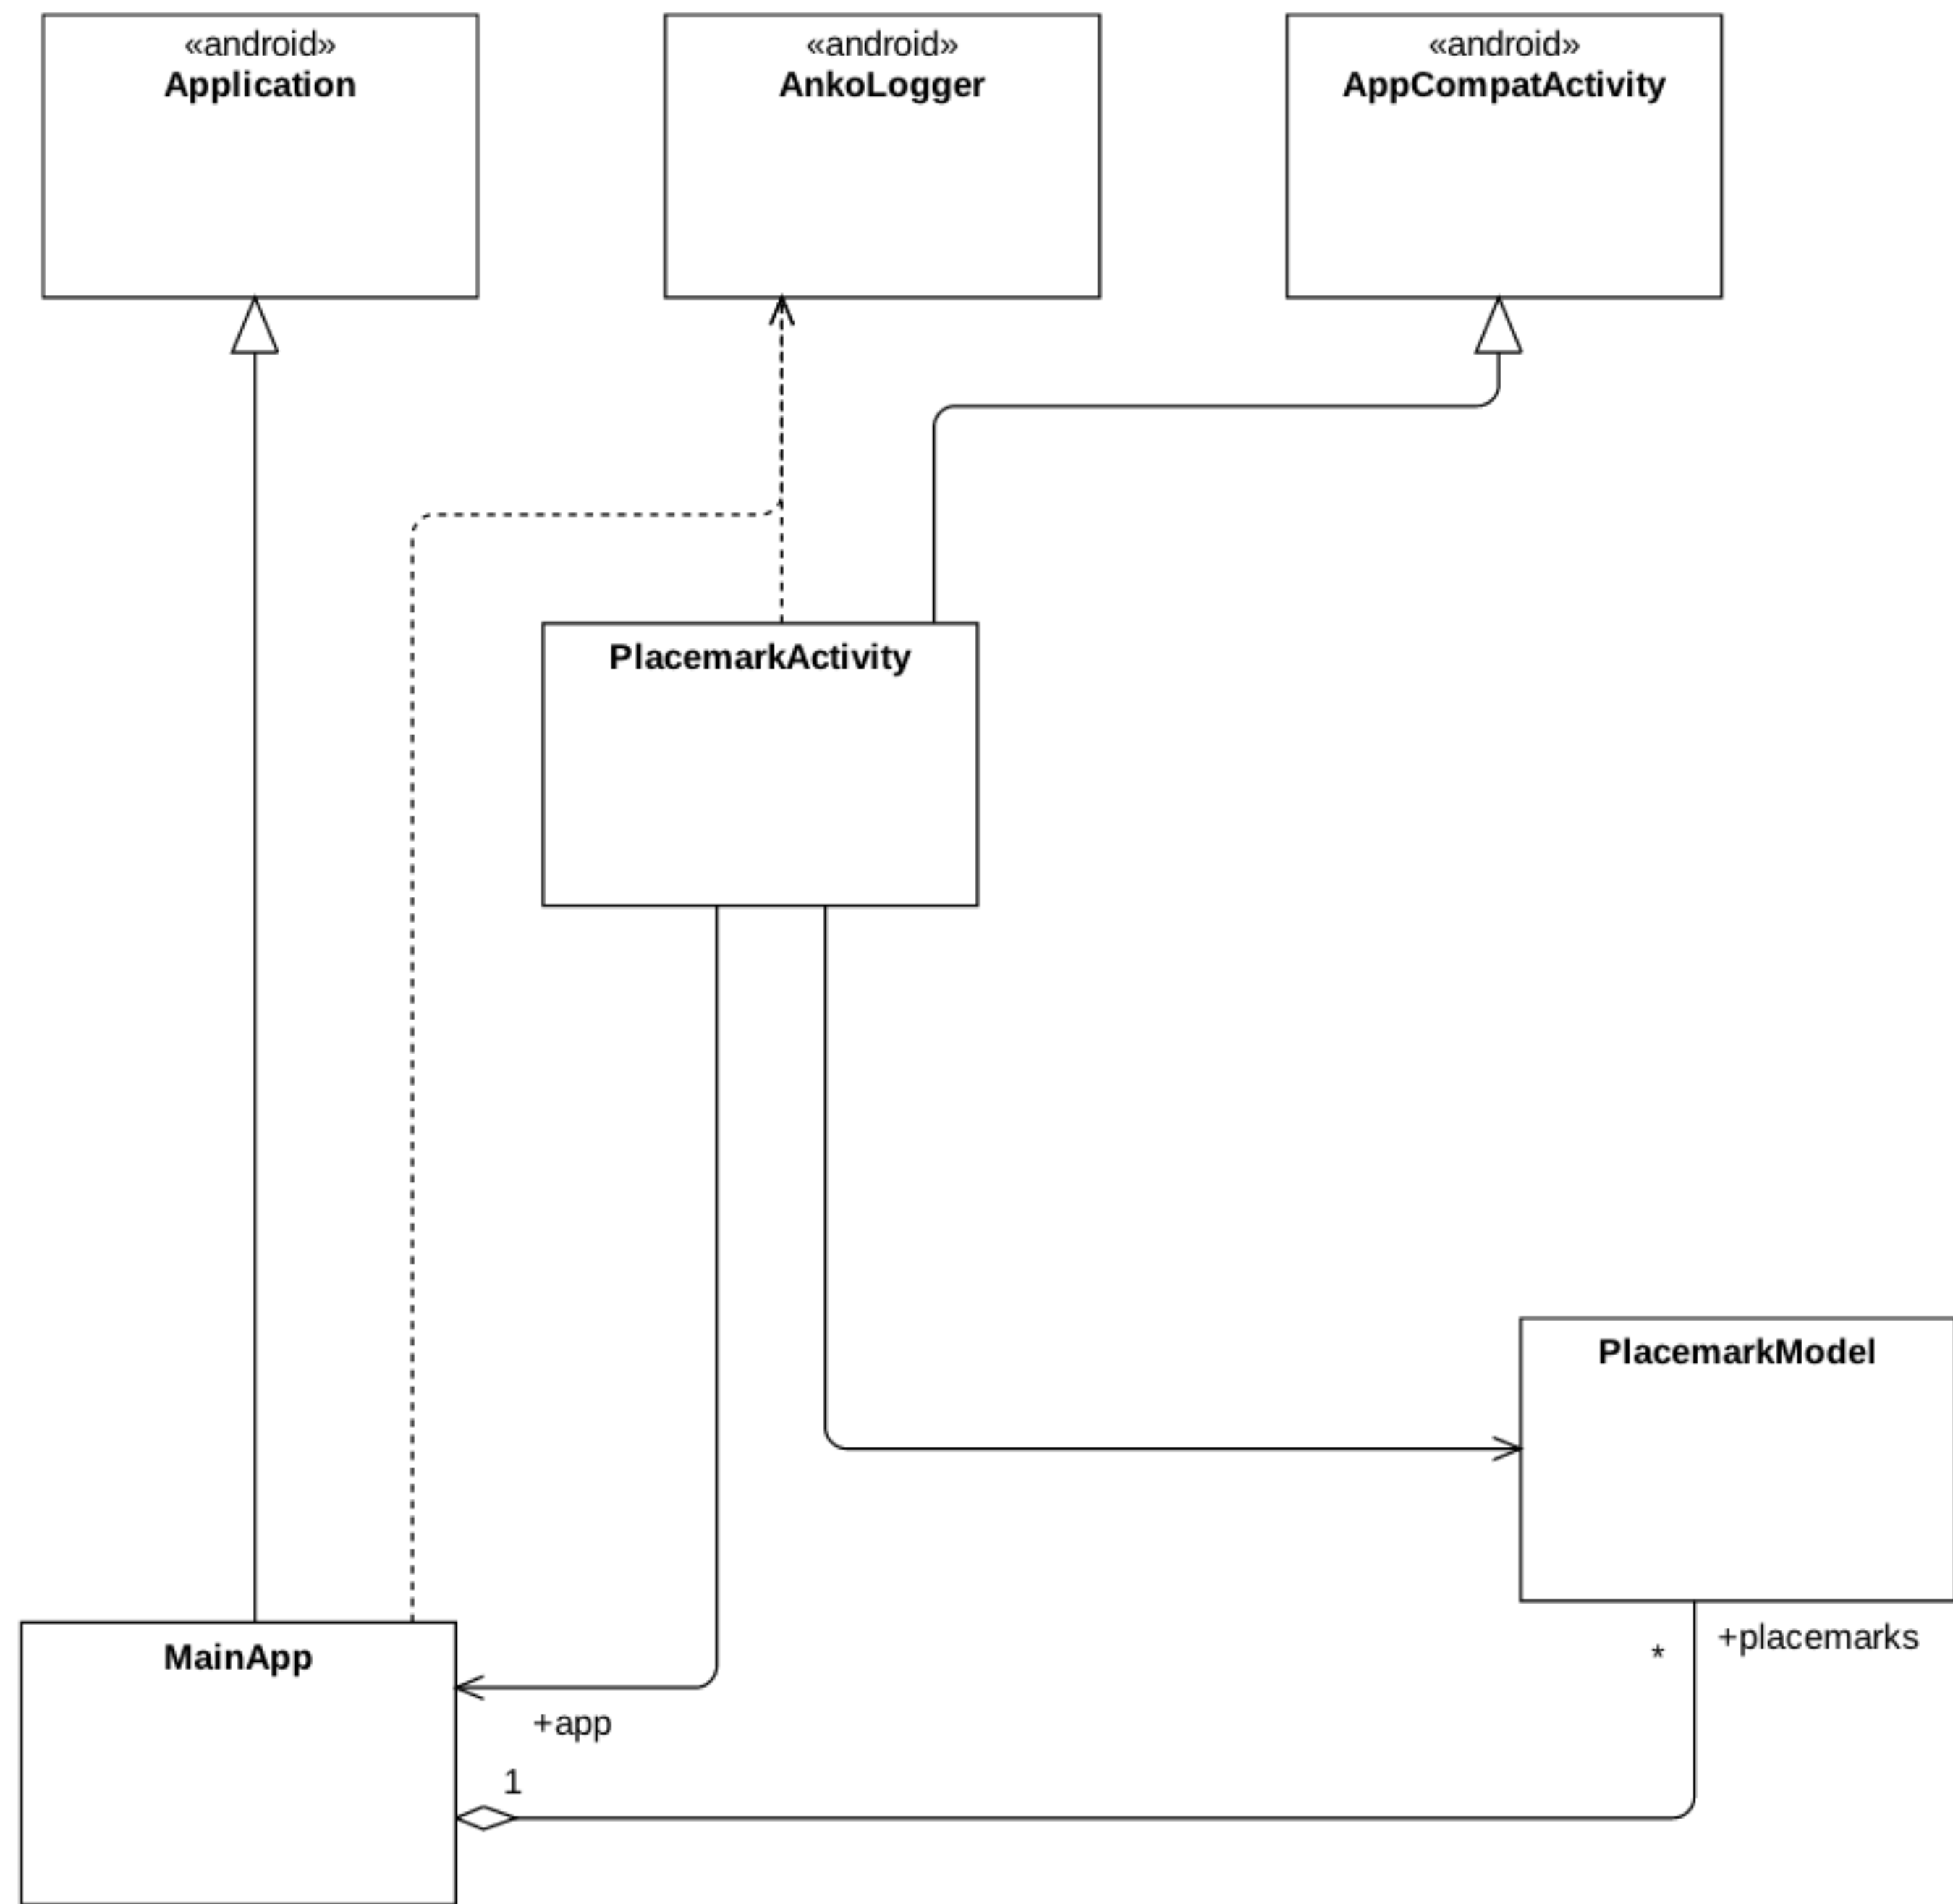 «android»
Application
«android»
AnkoLogger
«android»
AppCompatActivity
PlacemarkActivity
PlacemarkModel
MainApp
+placemarks
*
+app
1